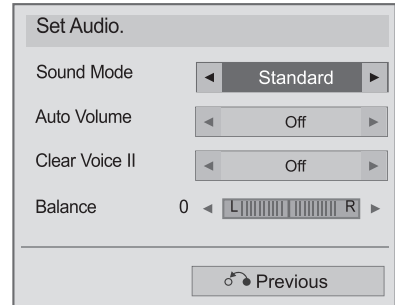 Set Audio.
Sound Mode ◄ Standard ►
Auto Volume ◄ Off ►
Clear Voice II ◄ Off ►
Balance 0 ◄ L R ►
Previous